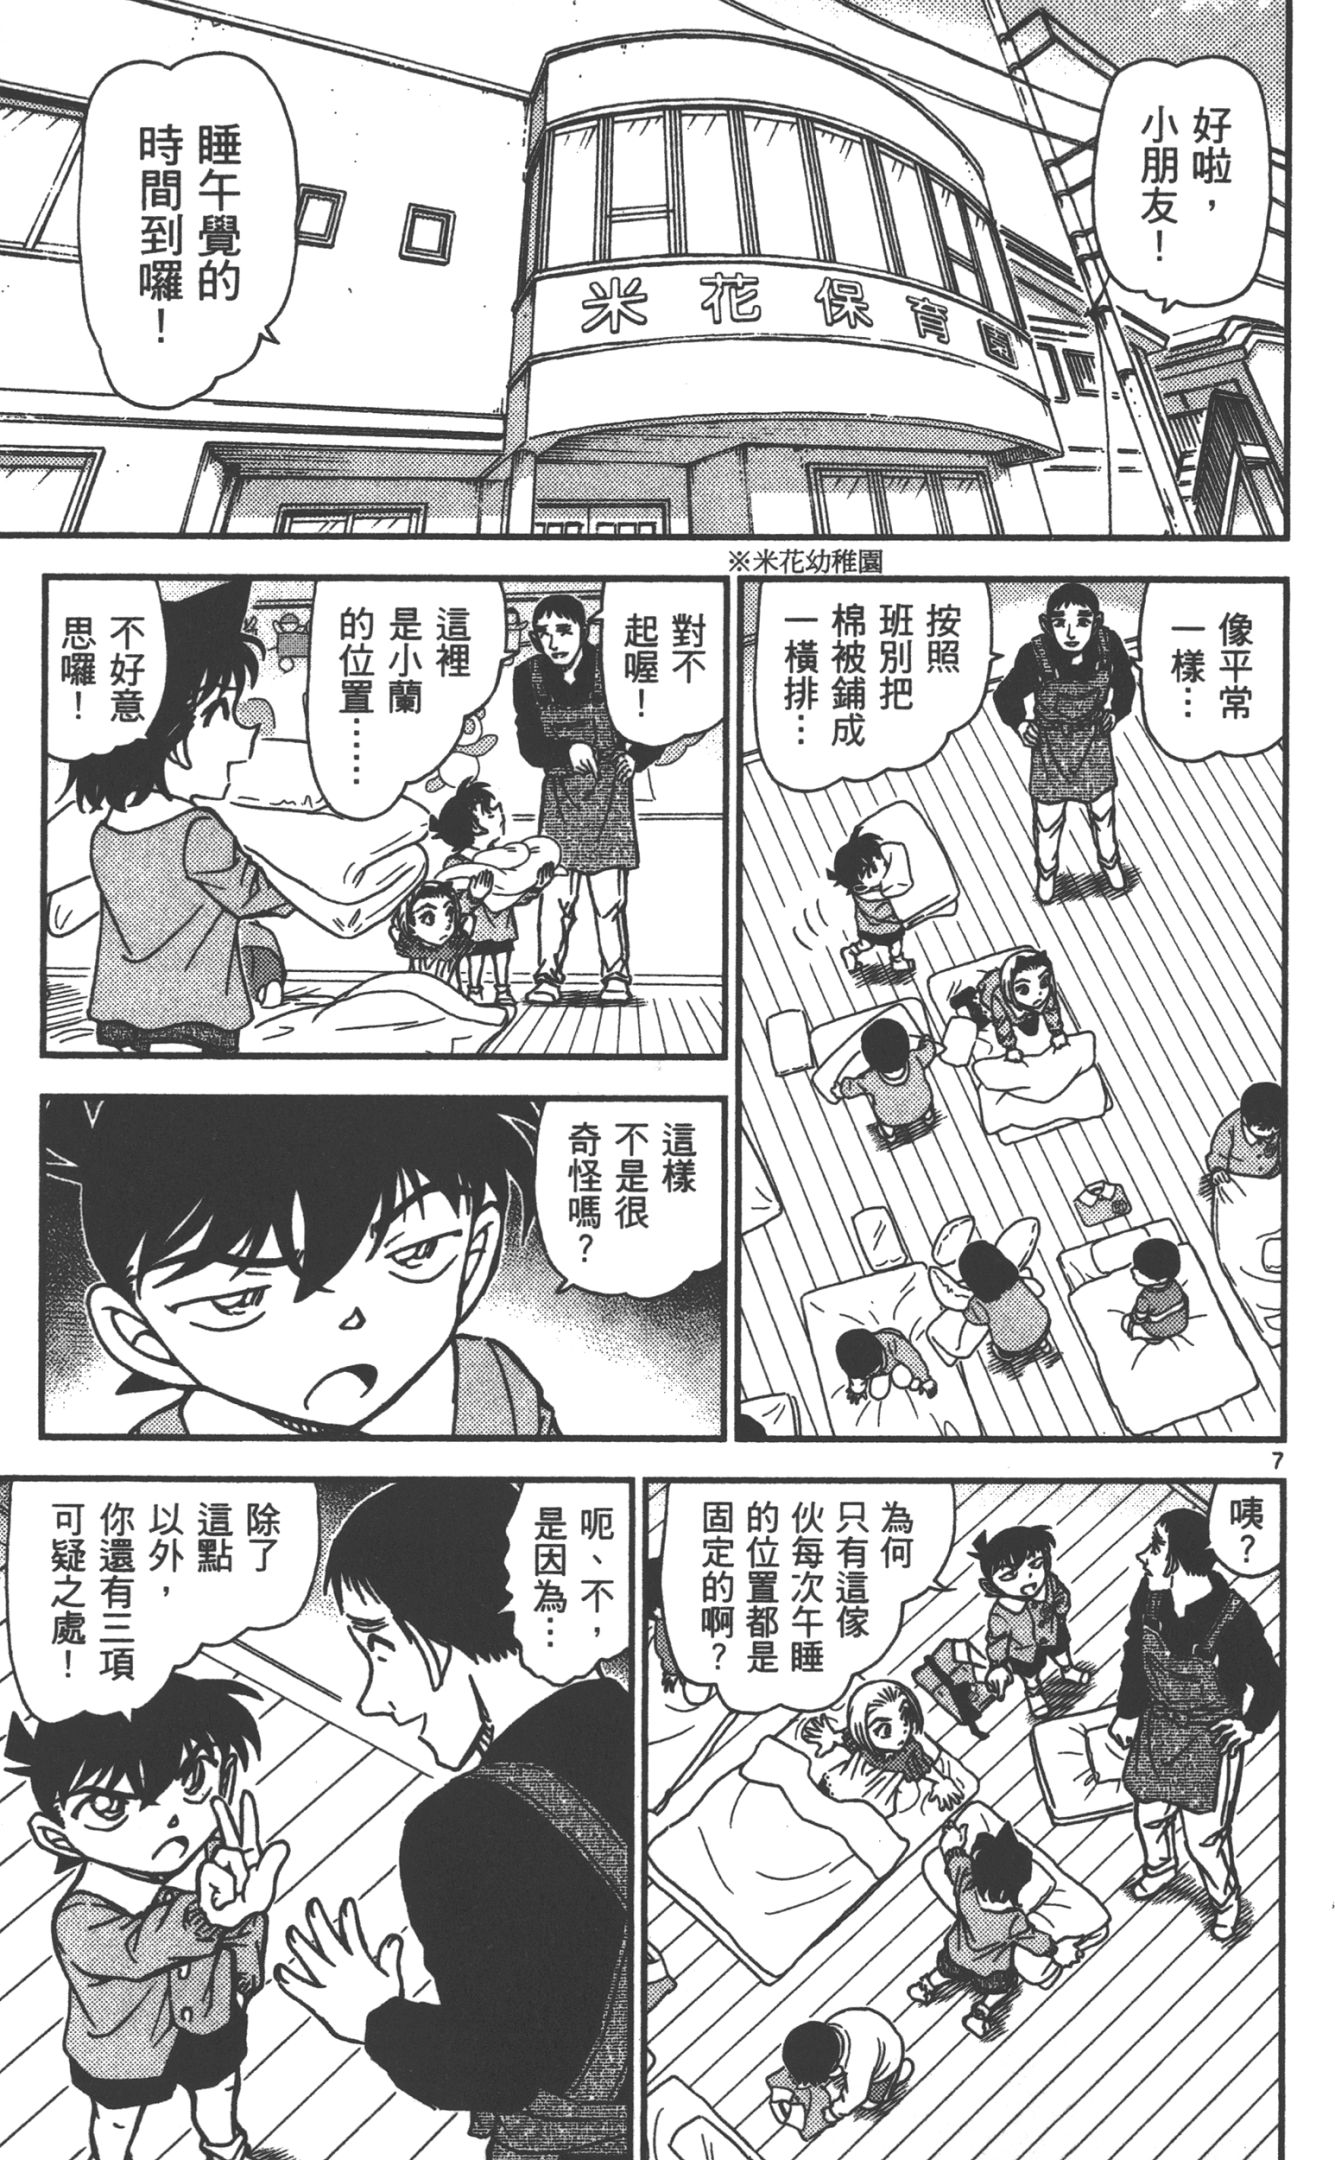 好啦，
小朋友！
睡午覺的
時間到囉！
米花保育園
※米花幼稚園
像平常
一樣…
按照
班別把
棉被鋪成
一橫排…
對不
起喔！
這裡
是小蘭
的位置……
不好意
思囉！
這樣
不是很
奇怪嗎？
7
咦？
為何
只有這傢
伙每次午睡
的位置都是
固定的啊？
呃、不，
是因為…
除了
這點
以外，
你還有三項
可疑之處！